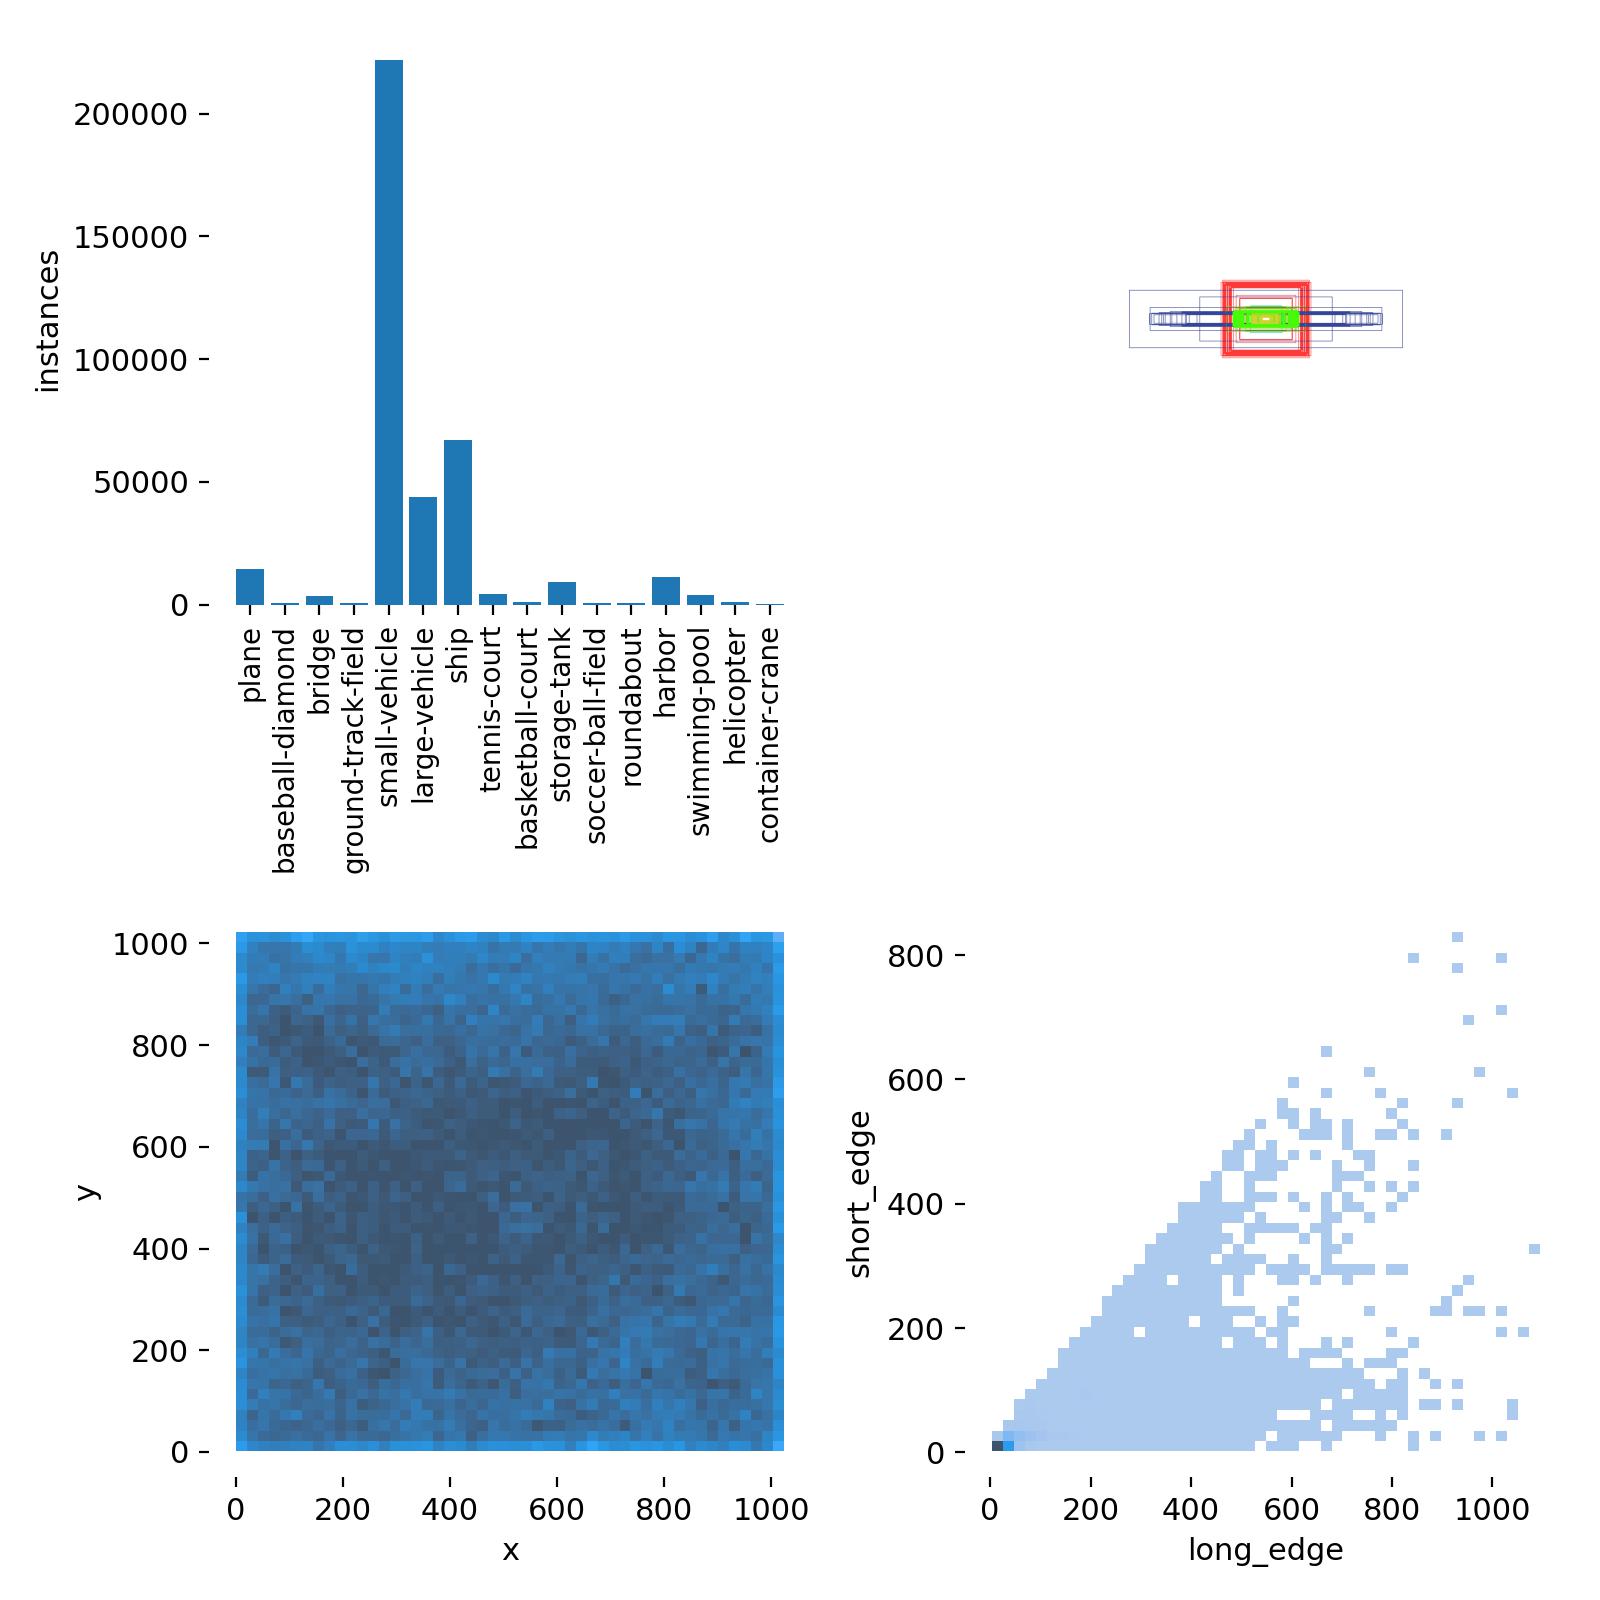 200000
150000
100000
50000
0
instances
plane
baseball-diamond
bridge
ground-track-field
small-vehicle
large-vehicle
ship
tennis-court
basketball-court
storage-tank
soccer-ball-field
roundabout
harbor
swimming-pool
helicopter
container-crane
1000
800
600
400
200
0
y
0 200 400 600 800 1000
x
800
600
400
200
0
short_edge
0 200 400 600 800 1000
long_edge